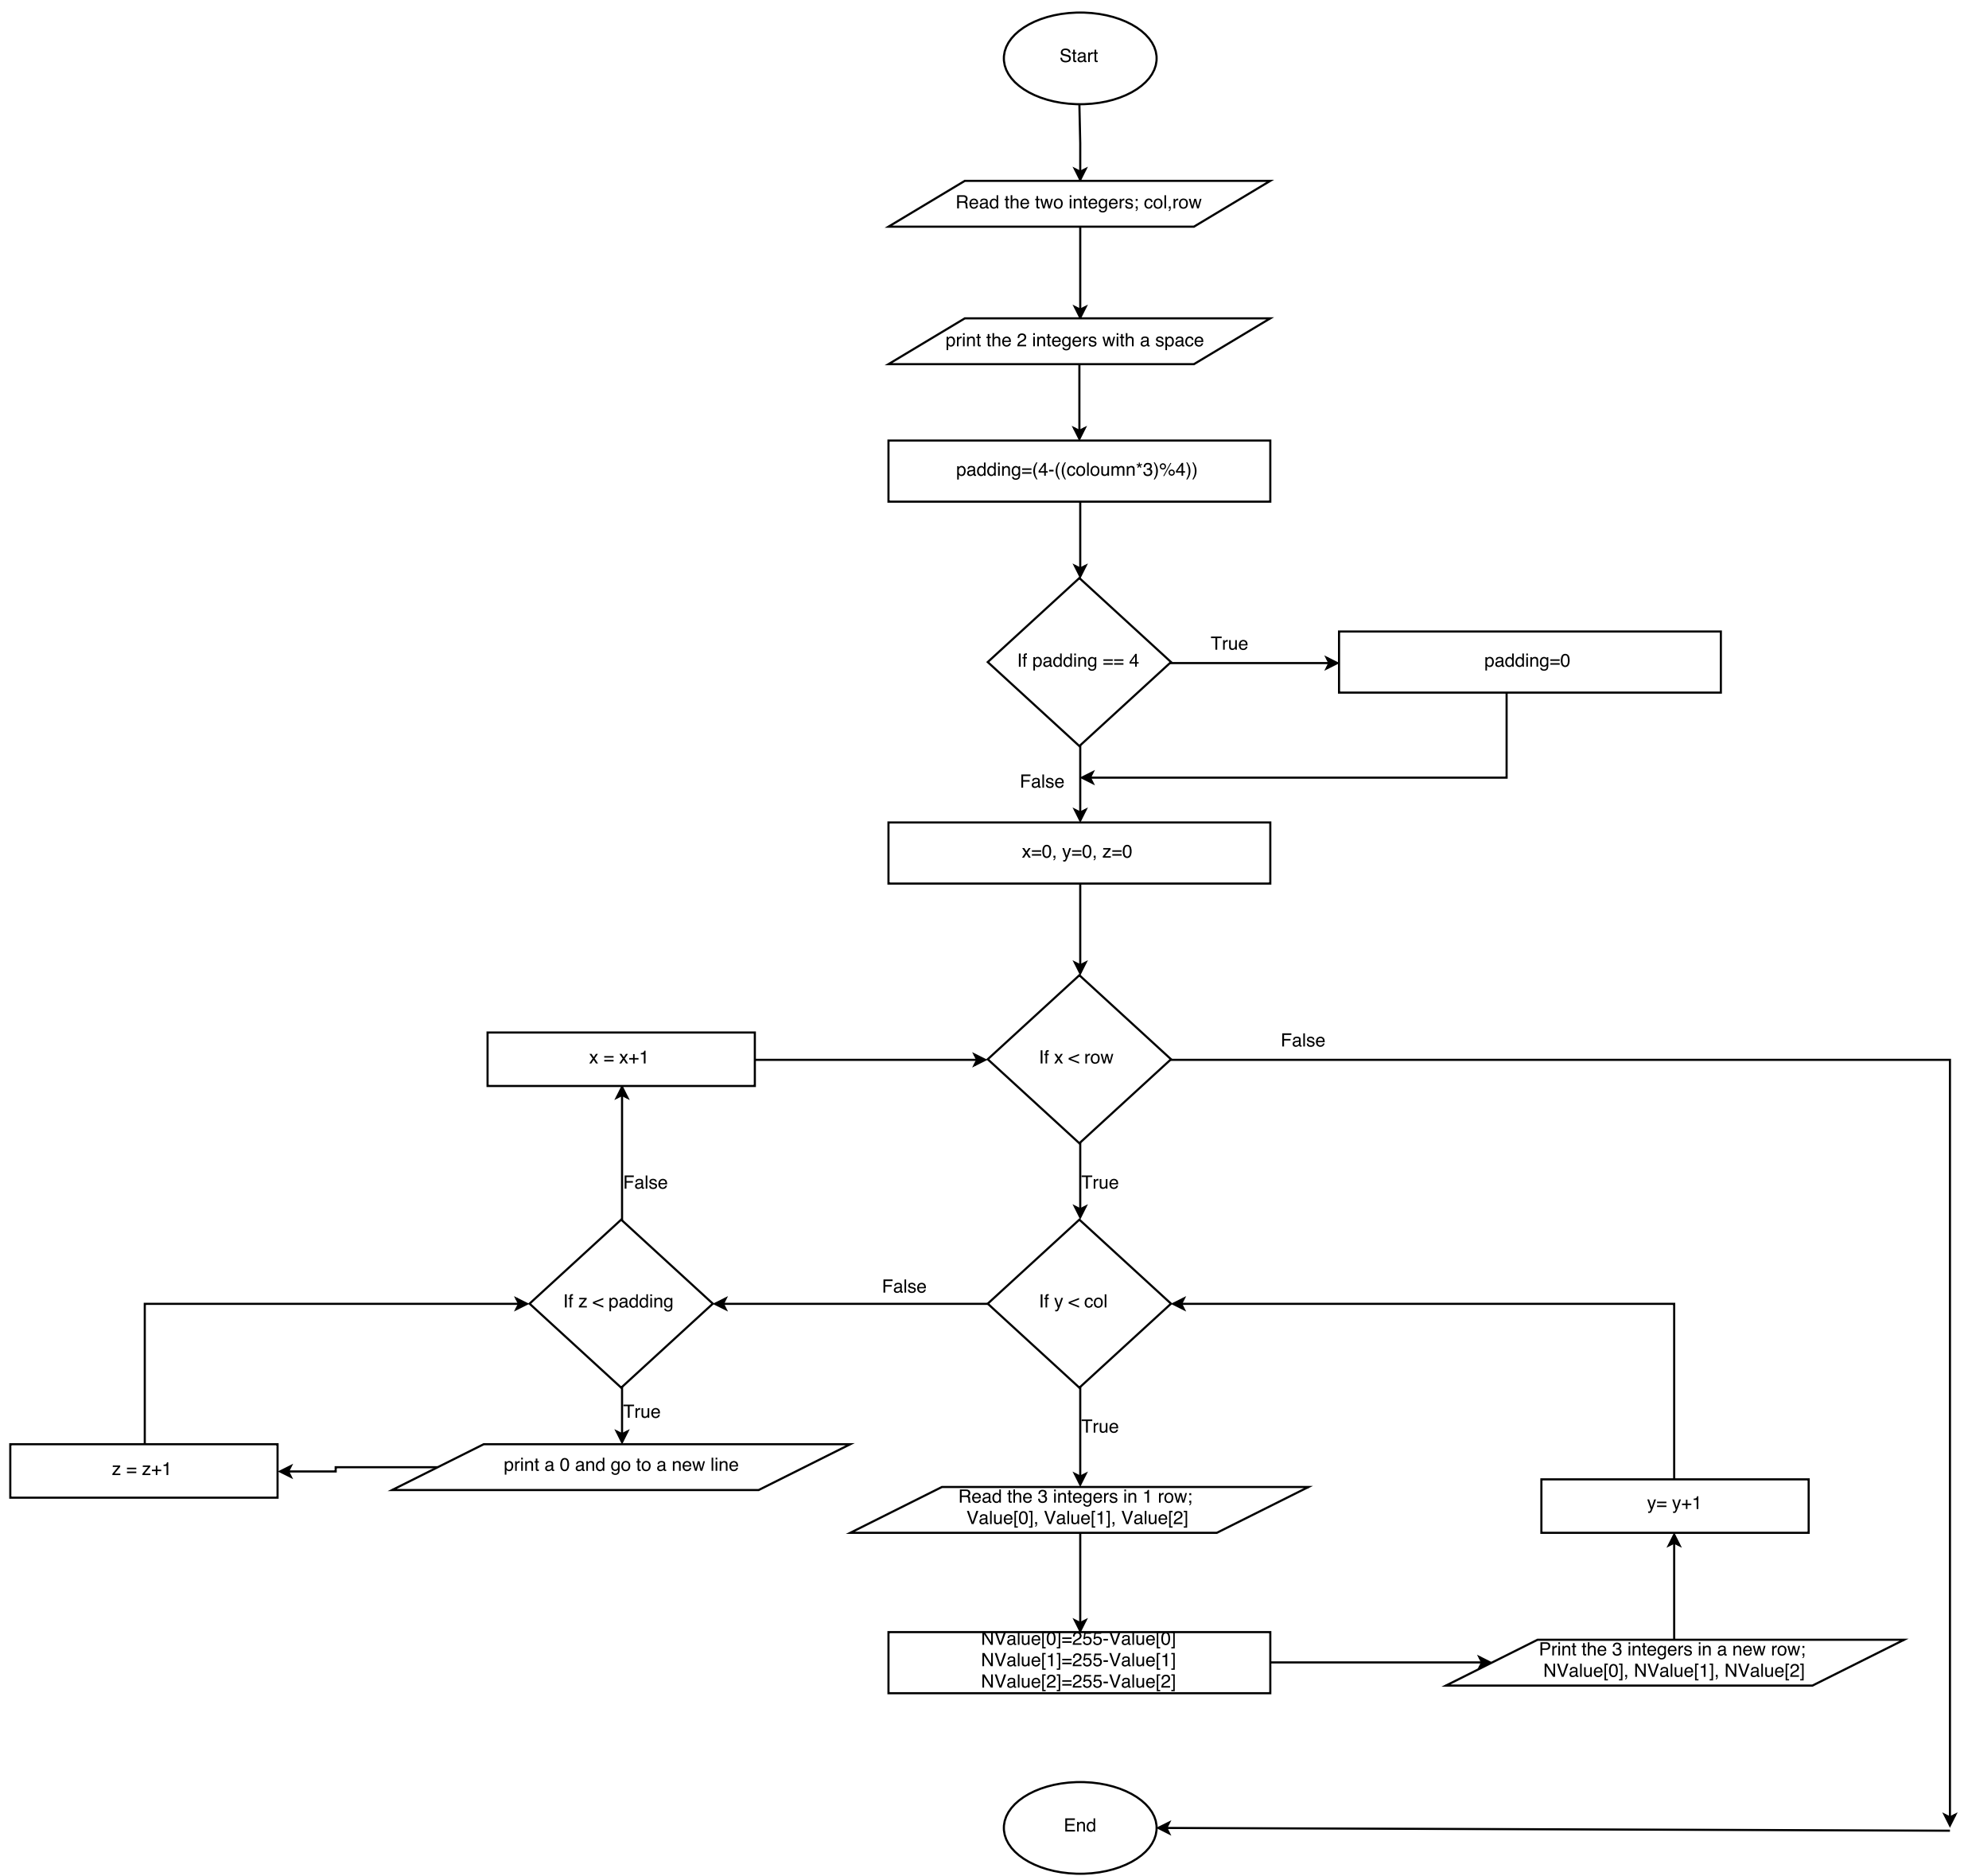 Start
Read the two integers; col,row
print the 2 integers with a space
padding=(4-((coloumn*3)%4))
If padding == 4
True
padding=0
False
x=0, y=0, z=0
x = x+1
If x < row
False
False
True
If z < padding
False
If y < col
True
True
z = z+1
print a 0 and go to a new line
Read the 3 integers in 1 row;
Value[0], Value[1], Value[2]
y= y+1
NValue[0]=255-Value[0]
NValue[1]=255-Value[1]
NValue[2]=255-Value[2]
Print the 3 integers in a new row;
NValue[0], NValue[1], NValue[2]
End